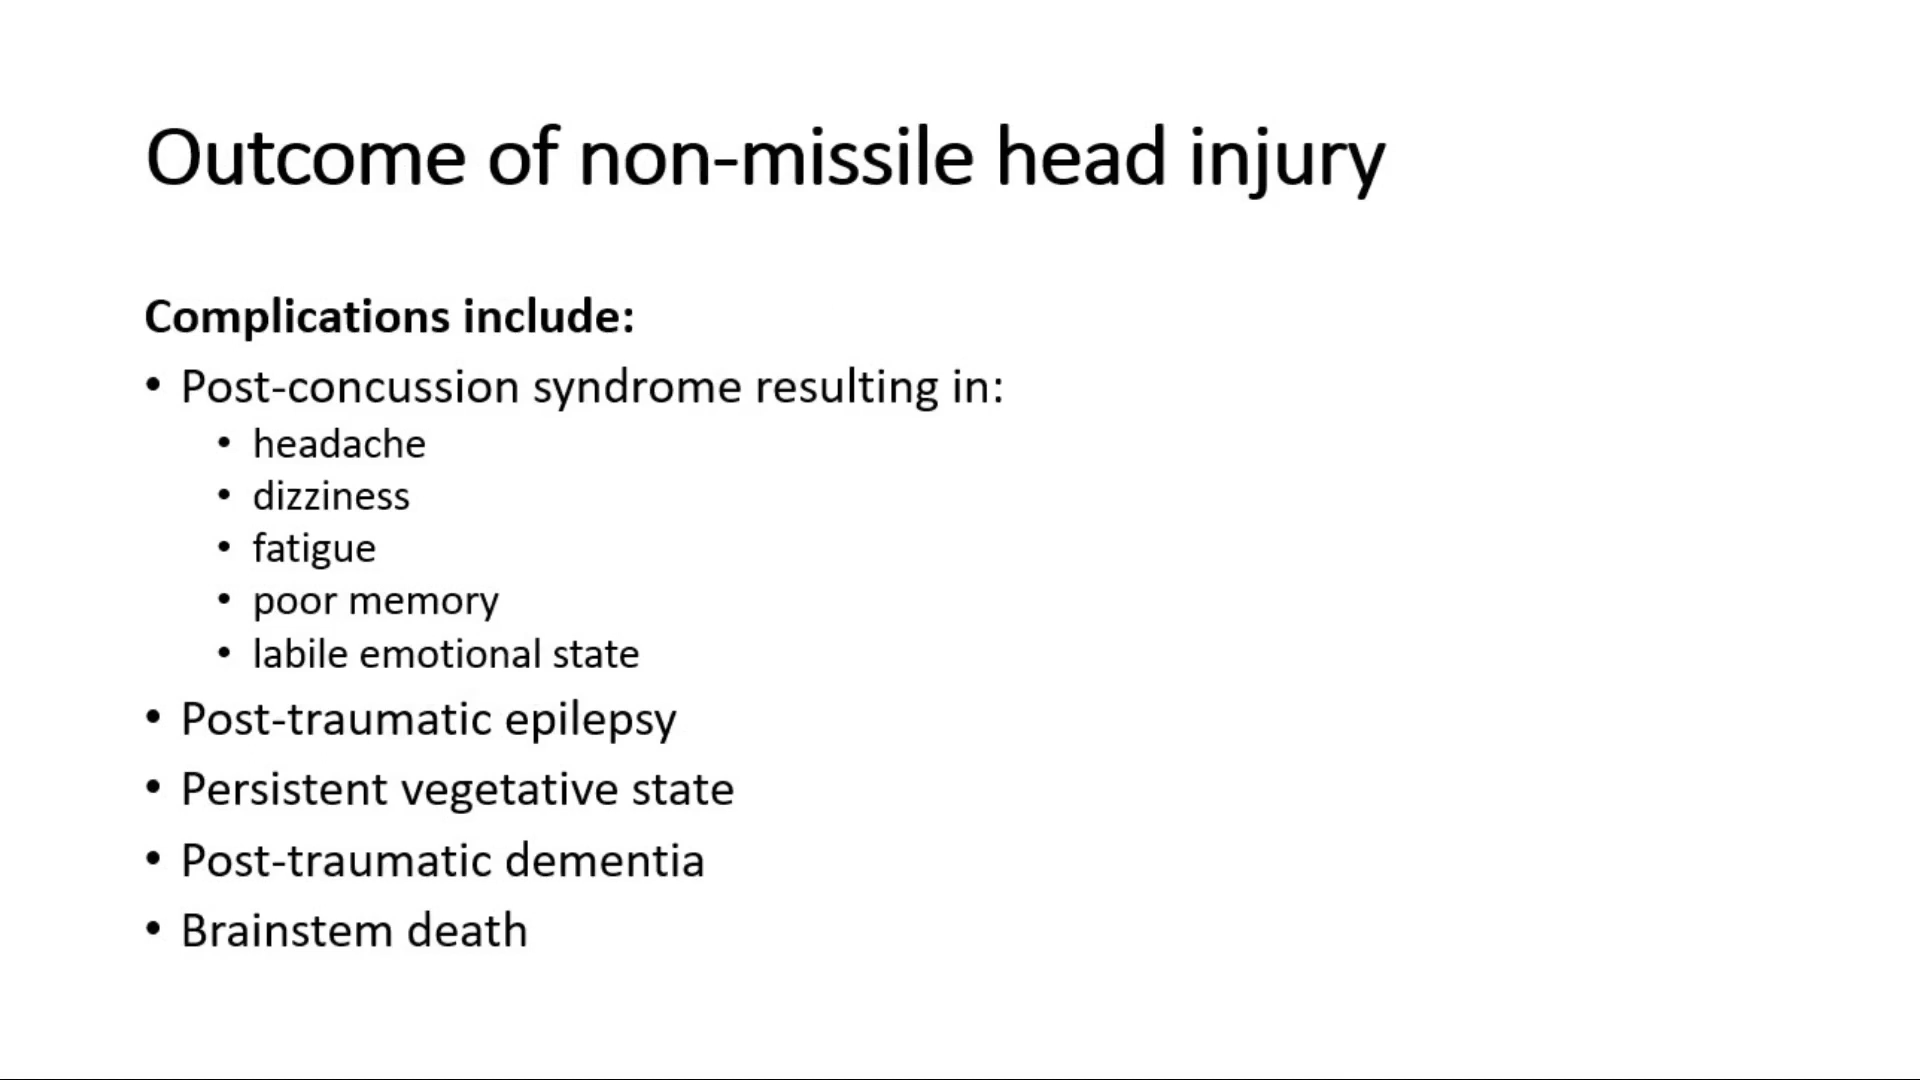 Outcome of non-missile head injury
Complications include:
• Post-concussion syndrome resulting in:
• headache
• dizziness
• fatigue
• poor memory
• labile emotional state
• Post-traumatic epilepsy
• Persistent vegetative state
• Post-traumatic dementia
• Brainstem death